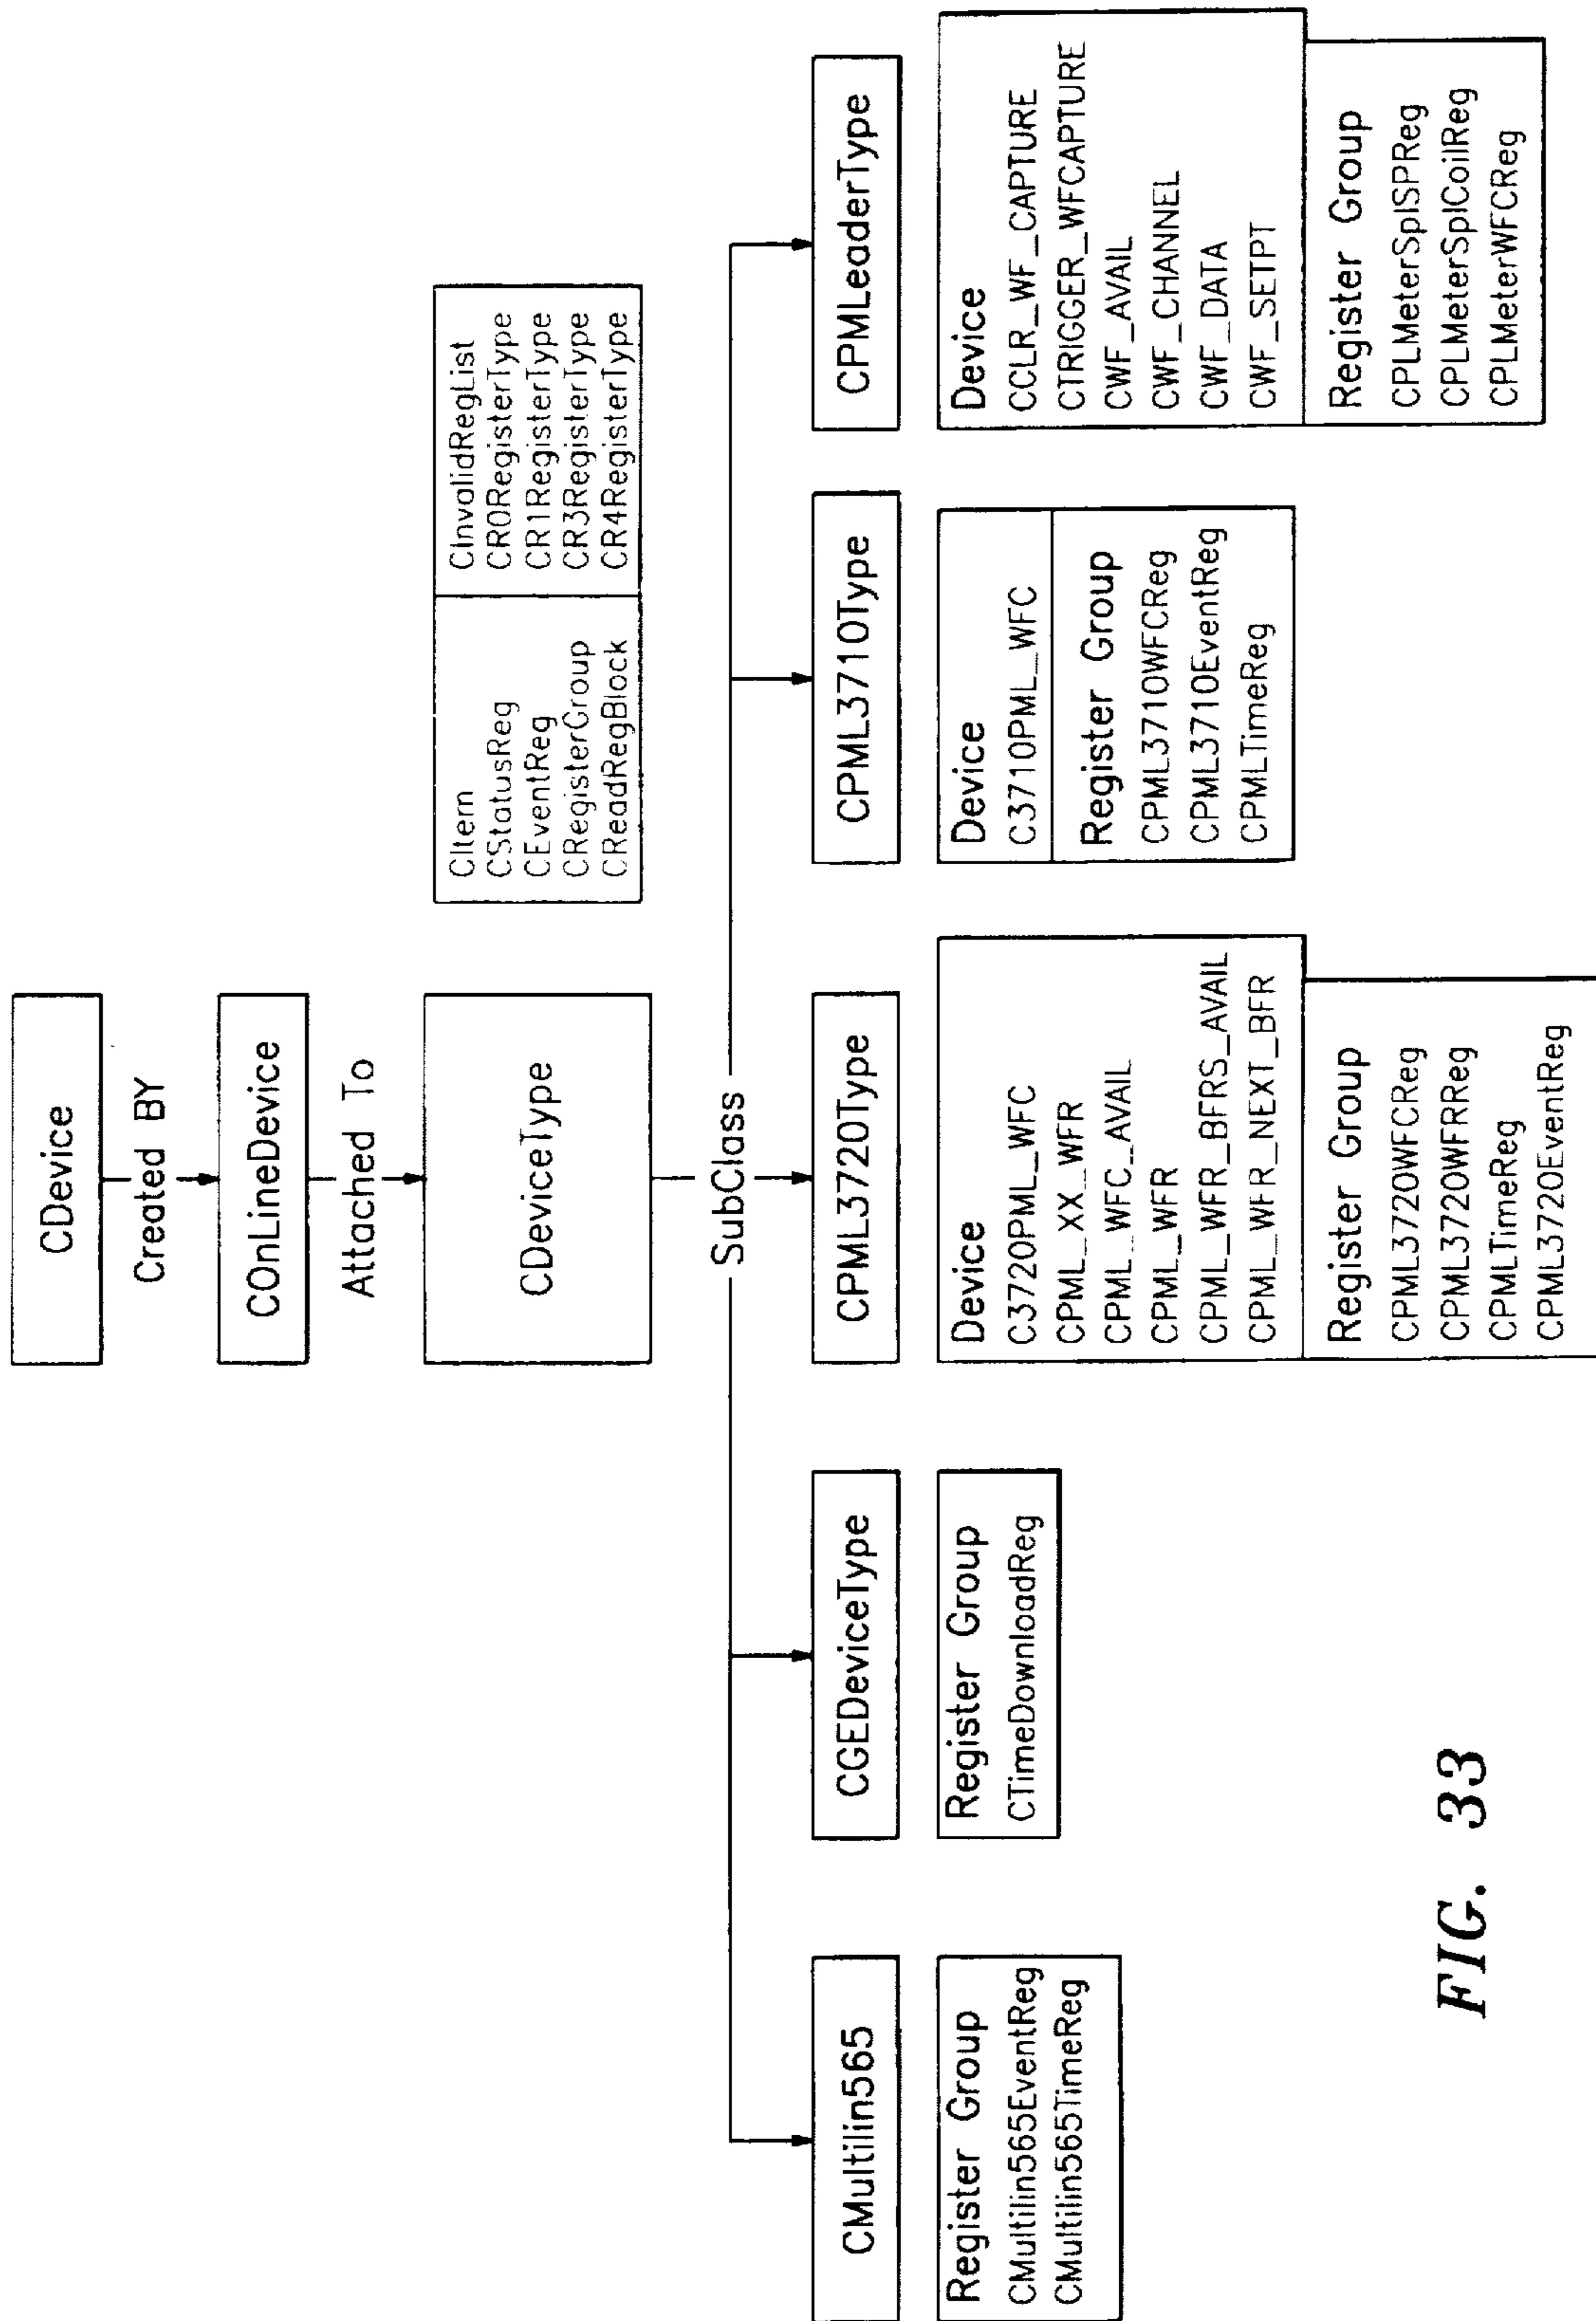 CDevice
Created BY
COnLineDevice
Attached To
CDeviceType
CItem
CStatusReg
CEventReg
CRegisterGroup
CReadRegBlock
CInvalidRegList
CR0RegisterType
CR1RegisterType
CR3RegisterType
CR4RegisterType
SubClass
CMultilin565
Register Group
CMultilin565EventReg
CMultilin565TimeReg
CGEDeviceType
Register Group
CTimeDownloadReg
CPML3720Type
Device
C3720PML_WFC
CPML_XX_WFR
CPML_WFC_AVAIL
CPML_WFR
CPML_WFR_BFRS_AVAIL
CPML_WFR_NEXT_BFR
Register Group
CPML3720WFCReg
CPML3720WFRReg
CPMLTimeReg
CPML3720EventReg
CPML3710Type
Device
C3710PML_WFC
Register Group
CPML3710WFCReg
CPML3710EventReg
CPMLTimeReg
CPMLeaderType
Device
CCLR_WF_CAPTURE
CTRIGGER_WFCAPTURE
CWF_AVAIL
CWF_CHANNEL
CWF_DATA
CWF_SETPT
Register Group
CPLMeterSplSPReg
CPLMeterSplCoilReg
CPLMeterWFCReg
FIG. 33